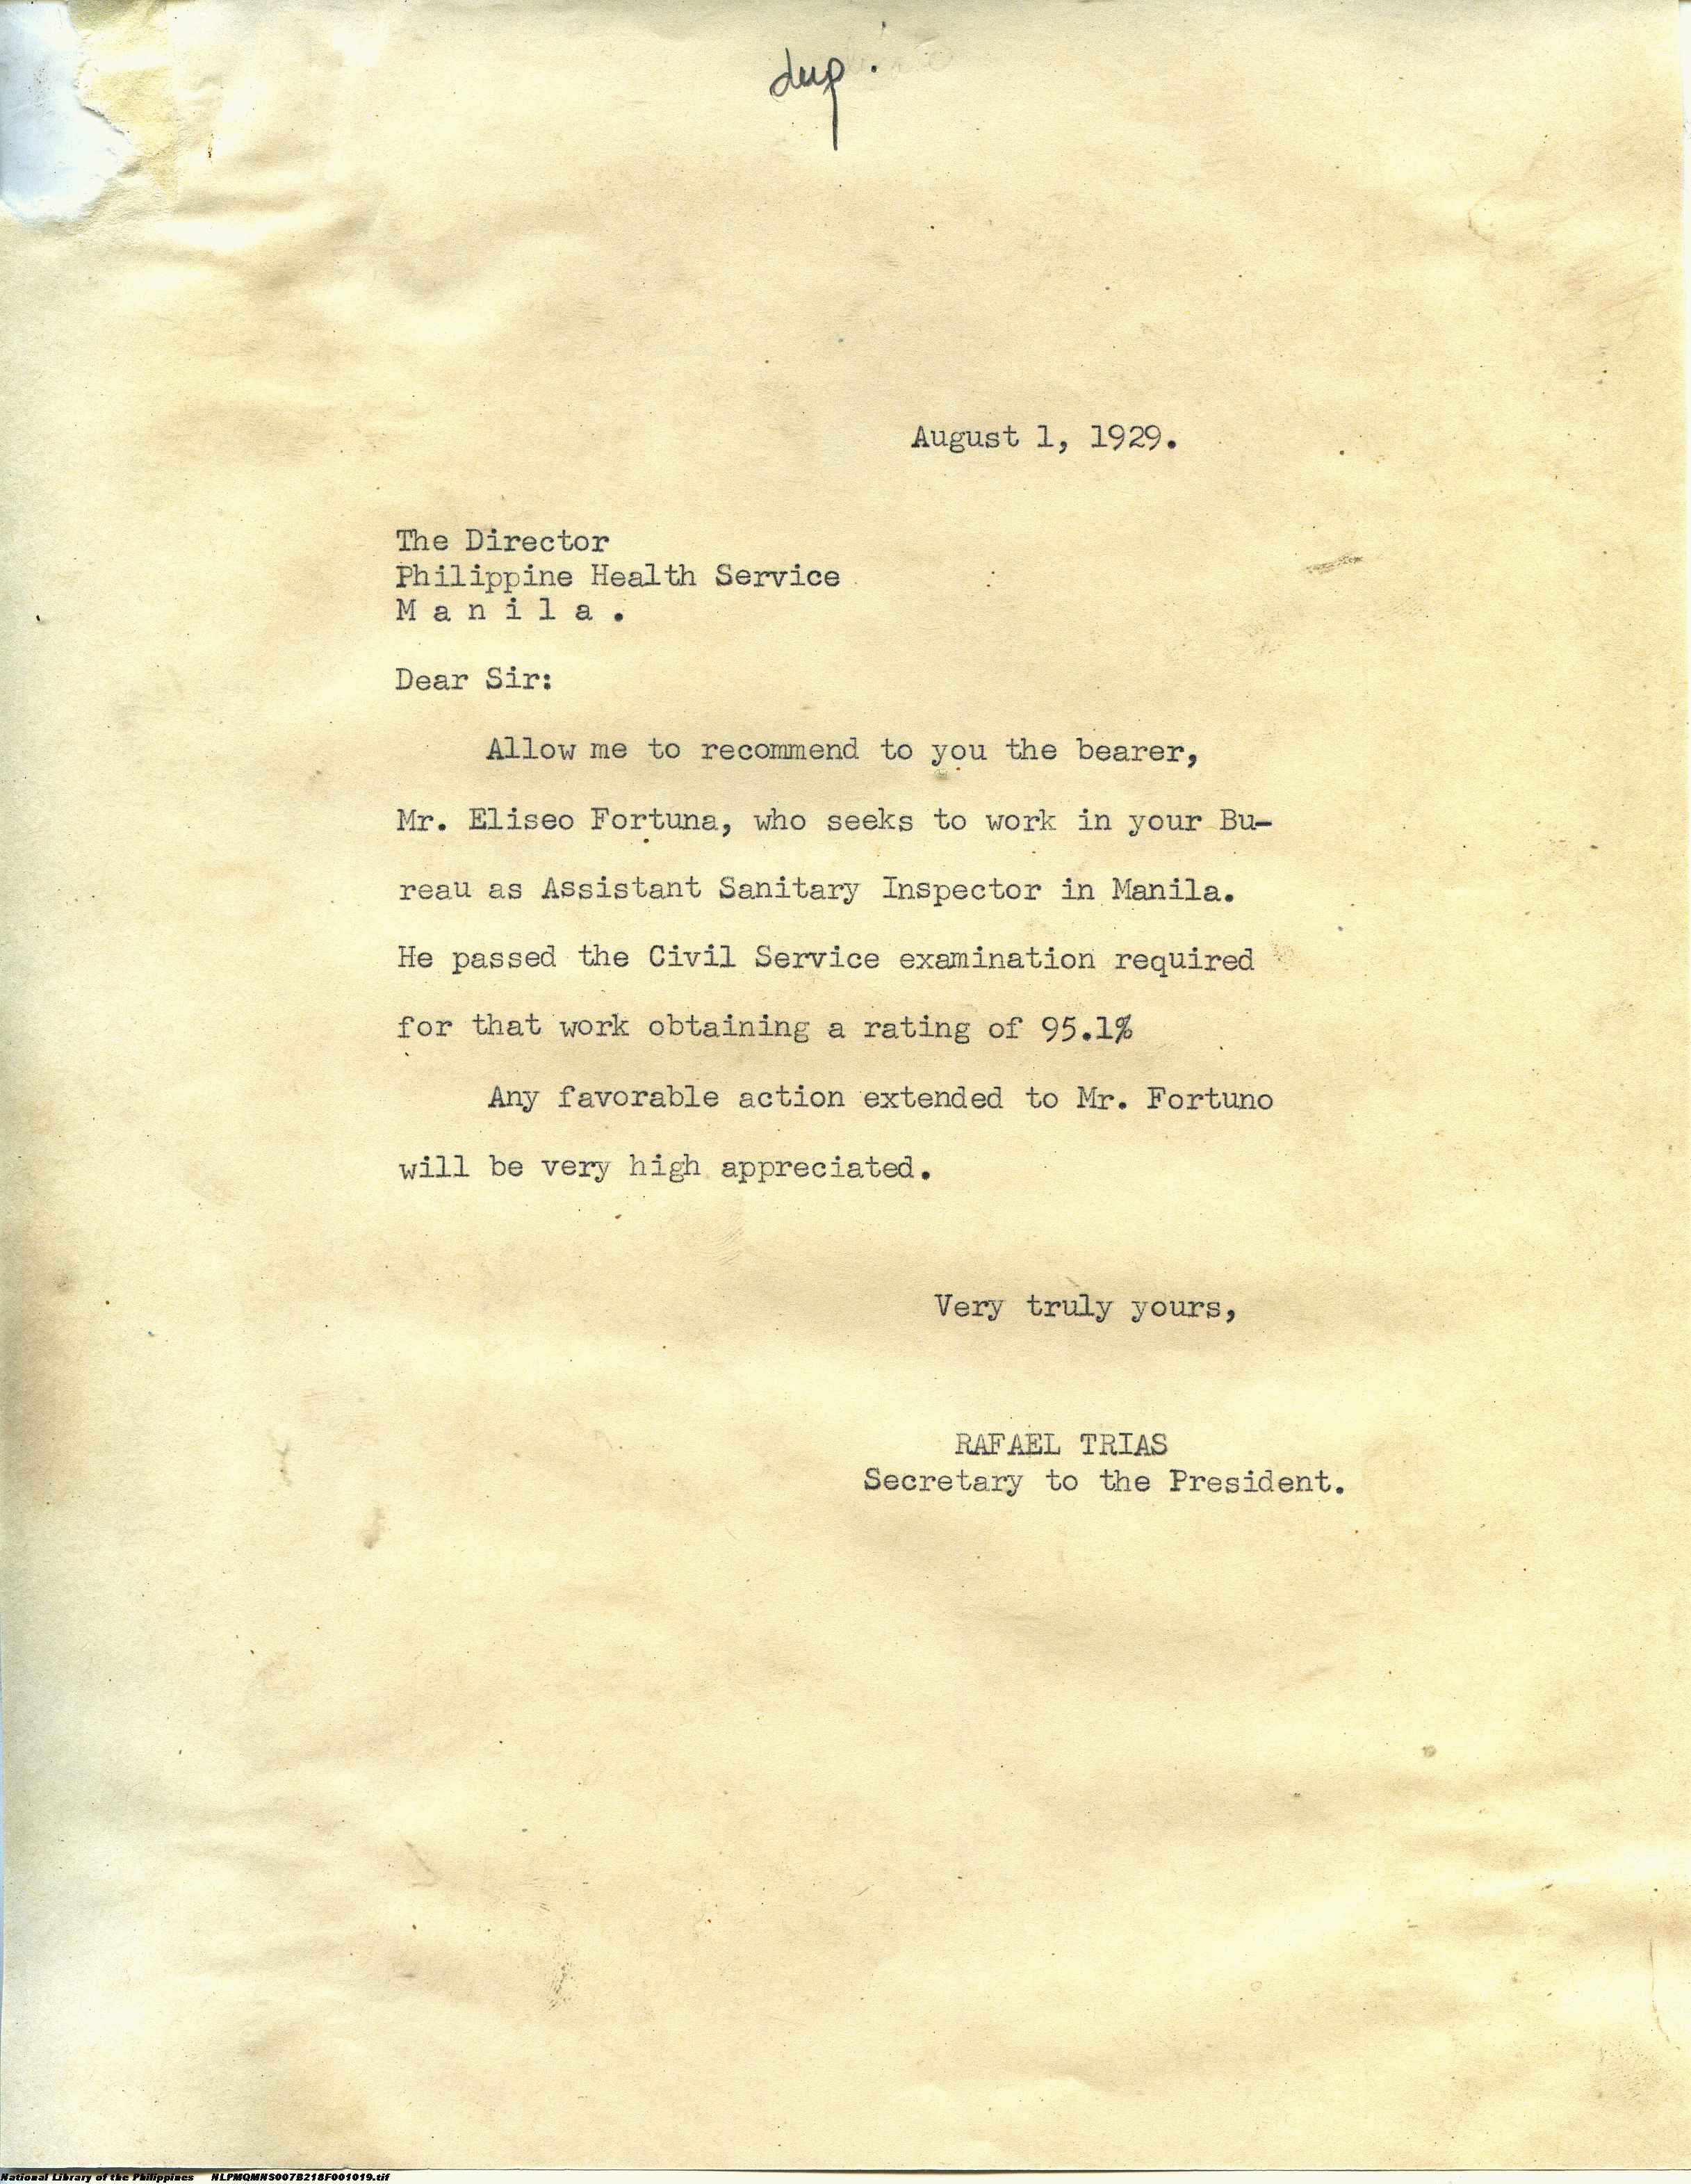 dup.
August 1, 1929.
The Director
Philippine Health Service
M a n i l a .
Dear Sir:
Allow me to recommend to you the bearer,
Mr. Eliseo Fortuna, who seeks to work in your Bu-
reau as Assistant Sanitary Inspector in Manila.
He passed the Civil Service examination required
for that work obtaining a rating of 95.1%
Any favorable action extended to Mr. Fortuno
will be very high appreciated.
Very truly yours,
RAFAEL TRIAS
Secretary to the President.
National Library of the Philippines NLPMQMNS007B218F001019.tif